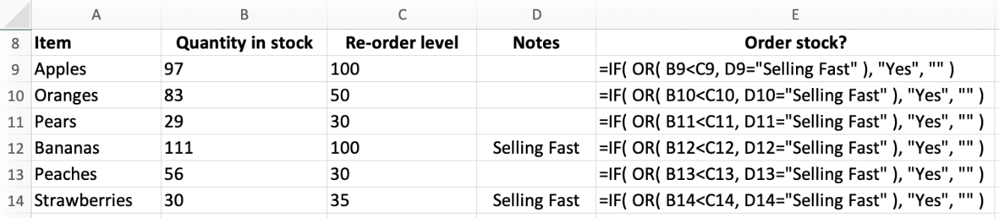 A B C D E
8 Item Quantity in stock Re-order level Notes Order stock?
9 Apples 97 100 =IF( OR( B9<C9, D9="Selling Fast" ), "Yes", "" )
10 Oranges 83 50 =IF( OR( B10<C10, D10="Selling Fast" ), "Yes", "" )
11 Pears 29 30 =IF( OR( B11<C11, D11="Selling Fast" ), "Yes", "" )
12 Bananas 111 100 Selling Fast =IF( OR( B12<C12, D12="Selling Fast" ), "Yes", "" )
13 Peaches 56 30 =IF( OR( B13<C13, D13="Selling Fast" ), "Yes", "" )
14 Strawberries 30 35 Selling Fast =IF( OR( B14<C14, D14="Selling Fast" ), "Yes", "" )